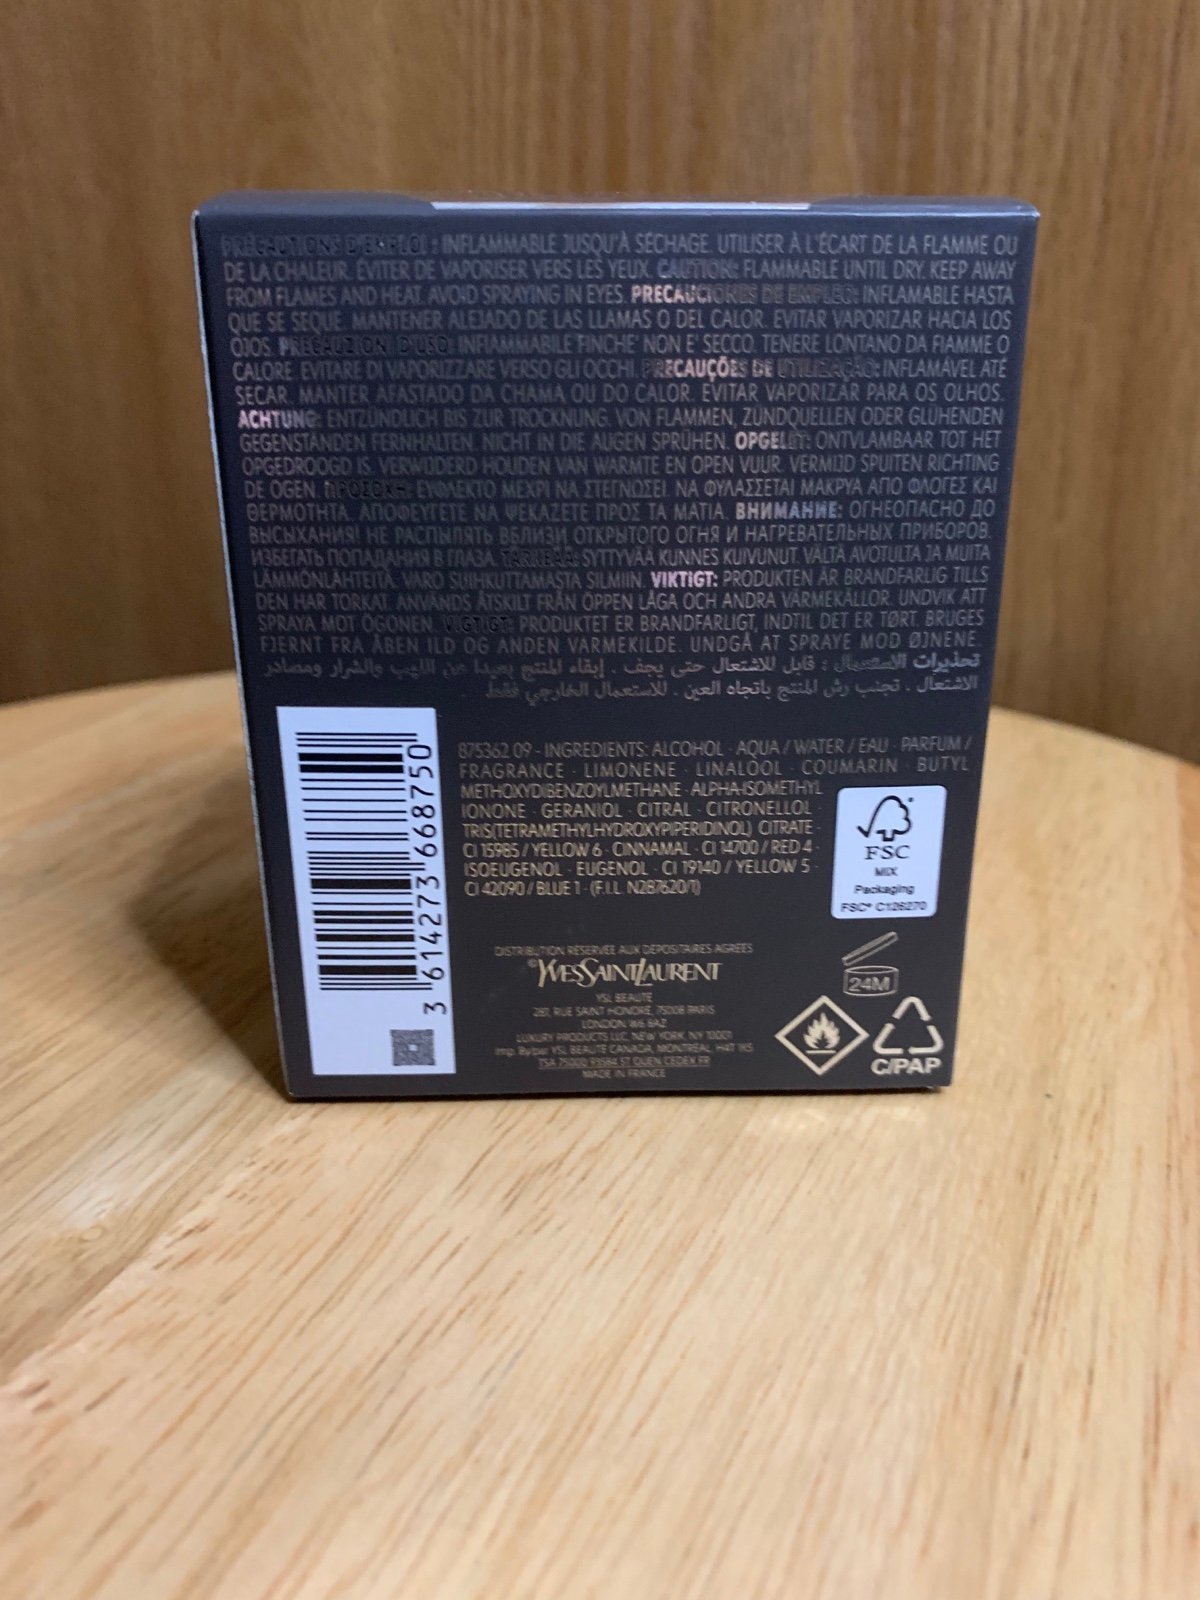 PRÉCAUTIONS D'EMPLOI : INFLAMMABLE JUSQU'À SÉCHAGE. UTILISER À L'ÉCART DE LA FLAMME OU
DE LA CHALEUR. ÉVITER DE VAPORISER VERS LES YEUX. CAUTION: FLAMMABLE UNTIL DRY. KEEP AWAY
FROM FLAMES AND HEAT. AVOID SPRAYING IN EYES. PRECAUCIONES DE EMPLEO: INFLAMABLE HASTA
QUE SE SEQUE. MANTENER ALEJADO DE LAS LLAMAS O DEL CALOR. EVITAR VAPORIZAR HACIA LOS
OJOS. PRECAUZIONI D'USO: INFIAMMABILE FINCHE' NON E' SECCO. TENERE LONTANO DA FIAMME O
CALORE. EVITARE DI VAPORIZZARE VERSO GLI OCCHI. PRECAUÇÕES DE UTILIZAÇÃO: INFLAMÁVEL ATÉ
SECAR. MANTER AFASTADO DA CHAMA OU DO CALOR. EVITAR VAPORIZAR PARA OS OLHOS.
ACHTUNG: ENTZÜNDLICH BIS ZUR TROCKNUNG. VON FLAMMEN, ZÜNDQUELLEN ODER GLÜHENDEN
GEGENSTÄNDEN FERNHALTEN. NICHT IN DIE AUGEN SPRÜHEN. OPGELET: ONTVLAMBAAR TOT HET
OPGEDROOGD IS. VERWIJDERD HOUDEN VAN WARMTE EN OPEN VUUR. VERMIJD SPUITEN RICHTING
DE OGEN. ΠΡΟΣΟΧΗ: ΕΥΦΛΕΚΤΟ ΜΕΧΡΙ ΝΑ ΣΤΕΓΝΩΣΕΙ. ΝΑ ΦΥΛΑΣΣΕΤΑΙ ΜΑΚΡΥΑ ΑΠΟ ΦΛΟΓΕΣ ΚΑΙ
ΘΕΡΜΟΤΗΤΑ. ΑΠΟΦΕΥΓΕΤΕ ΝΑ ΨΕΚΑΖΕΤΕ ΠΡΟΣ ΤΑ ΜΑΤΙΑ. ВНИМАНИЕ: ОГНЕОПАСНО ДО
ВЫСЫХАНИЯ! НЕ РАСПЫЛЯТЬ ВБЛИЗИ ОТКРЫТОГО ОГНЯ И НАГРЕВАТЕЛЬНЫХ ПРИБОРОВ.
ИЗБЕГАТЬ ПОПАДАНИЯ В ГЛАЗА. TÄRKEÄÄ: SYTTYVÄÄ KUNNES KUIVUNUT. VÄLTÄ AVOTULTA JA MUITA
LÄMMÖNLÄHTEITÄ. VARO SUIHKUTTAMASTA SILMIIN. VIKTIGT: PRODUKTEN ÄR BRANDFARLIG TILLS
DEN HAR TORKAT. ANVÄNDS ÅTSKILT FRÅN ÖPPEN LÅGA OCH ANDRA VÄRMEKÄLLOR. UNDVIK ATT
SPRAYA MOT ÖGONEN. VIGTIGT: PRODUKTET ER BRANDFARLIGT, INDTIL DET ER TØRT. BRUGES
FJERNT FRA ÅBEN ILD OG ANDEN VARMEKILDE. UNDGÅ AT SPRAYE MOD ØJNENE.
تحذيرات الاستعمال : قابل للاشتعال حتى يجف . إبقاء المنتج بعيدا عن اللهب والشرار ومصادر
الاشتعال . تجنب رش المنتج باتجاه العين . للاستعمال الخارجي فقط .
3 614273 668750
875362 09 - INGREDIENTS: ALCOHOL · AQUA / WATER / EAU · PARFUM /
FRAGRANCE · LIMONENE · LINALOOL · COUMARIN · BUTYL
METHOXYDIBENZOYLMETHANE · ALPHA-ISOMETHYL
IONONE · GERANIOL · CITRAL · CITRONELLOL ·
TRIS(TETRAMETHYLHYDROXYPIPERIDINOL) CITRATE ·
CI 15985 / YELLOW 6 · CINNAMAL · CI 14700 / RED 4 ·
ISOEUGENOL · EUGENOL · CI 19140 / YELLOW 5 ·
CI 42090 / BLUE 1 · (F.I.L. N287620/1)
FSC
MIX
Packaging
FSC® C126270
DISTRIBUTION RÉSERVÉE AUX DÉPOSITAIRES AGRÉÉS
©YVESSAINTLAURENT
YSL BEAUTÉ
281, RUE SAINT HONORÉ, 75008 PARIS
LONDON W6 8AZ
LUXURY PRODUCTS LLC, NEW YORK, NY 10001
Imp. By/par YSL BEAUTÉ CANADA, MONTRÉAL, H4T 1K5
TSA 75000 93584 ST OUEN CEDEX FR
MADE IN FRANCE
24M
C/PAP